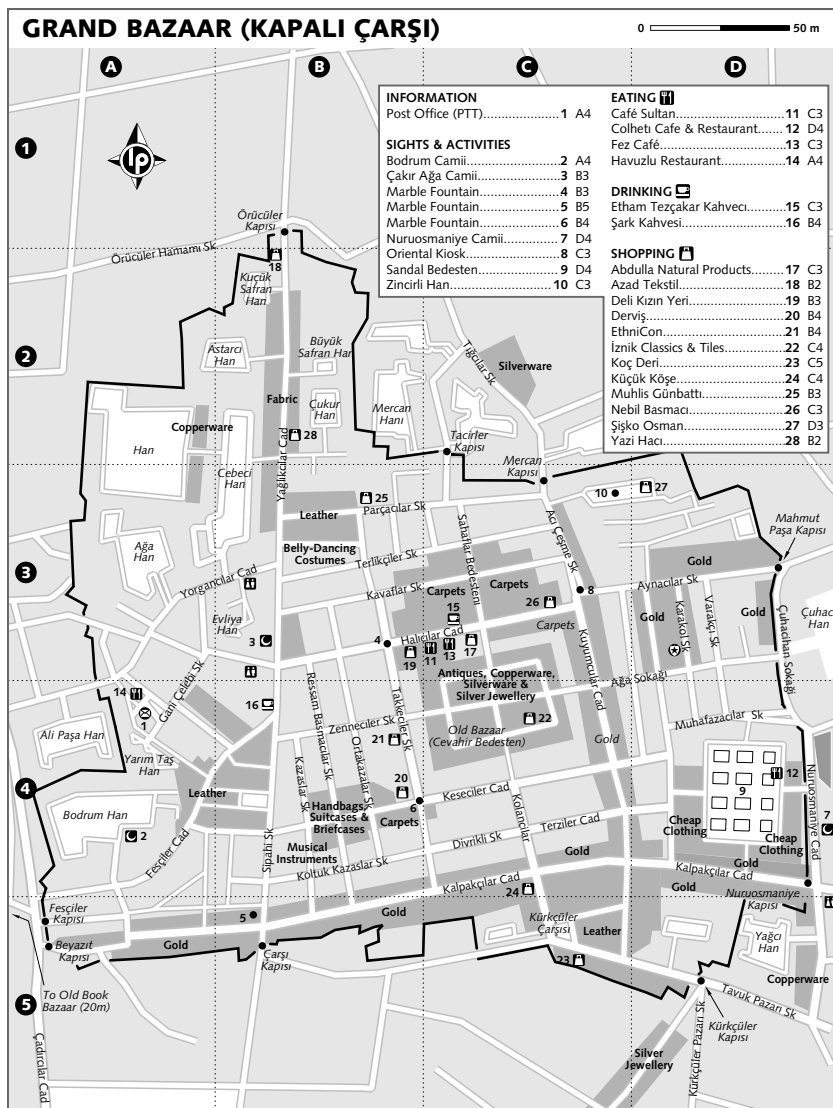 GRAND BAZAAR (KAPALI ÇARŞI)
0 50 m
A B C D
1
2
3
4
5
lp
INFORMATION
Post Office (PTT)....................1 A4
SIGHTS & ACTIVITIES
Bodrum Camii........................2 A4
Çakır Ağa Camii.....................3 B3
Marble Fountain.....................4 B3
Marble Fountain.....................5 B5
Marble Fountain.....................6 B4
Nuruosmaniye Camii..............7 D4
Oriental Kiosk........................8 C3
Sandal Bedesten.....................9 D4
Zincirli Han...........................10 C3
EATING
Café Sultan............................11 C3
Colheti Cafe & Restaurant......12 D4
Fez Café................................13 C3
Havuzlu Restaurant................14 A4
DRINKING
Etham Tezçakar Kahvecı.........15 C3
Şark Kahvesi..........................16 B4
SHOPPING
Abdulla Natural Products........17 C3
Azad Tekstil...........................18 B2
Deli Kızın Yeri........................19 B3
Derviş....................................20 B4
EthniCon...............................21 B4
İznik Classics & Tiles..............22 C4
Koç Deri................................23 C5
Küçük Köşe............................24 C4
Muhlis Günbattı.....................25 B3
Nebil Basmacı........................26 C3
Şişko Osman..........................27 D3
Yazi Hacı...............................28 B2
Örücüler
Kapısı
Örücüler Hamamı Sk
18
Kuçuk
Safran
Han
Astarcı
Han
Büyük
Safran Han
Tığcılar Sk
Silverware
Fabric
Çukur
Han
Mercan
Hanı
Copperware
Han
28
Cebeci
Han
Yağlıkcılar Cad
Tacirler
Kapısı
Mercan
Kapısı
10
27
25
Leather
Parçacılar Sk
Sahaflar Bedesteni
Acı Çeşme Sk
Mahmut
Paşa Kapısı
Ağa
Han
Belly-Dancing
Costumes
Terlikçiler Sk
Gold
Yorgancılar Cad
Kavaflar Sk
Carpets
Carpets
15
26
8
Aynacılar Sk
Gold
Karakol Sk
Varakçı Sk
Gold
Çuhacıhan Sokağı
Çuhac
Han
Evliya
Han
3
4
Halıcılar Cad
19
11
13
17
Carpets
Kuyumcular Cad
Antiques, Copperware,
Silverware &
Silver Jewellery
Ağa Sokağı
14
1
Gani Çelebi Sk
16
Ressam Basmacılar Sk
Takkeciler Sk
Zenneciler Sk
22
Muhafazacılar Sk
Ali Paşa Han
21
Old Bazaar
(Cevahir Bedesten)
Gold
Yarım Taş
Han
Kazaslar Sk
Ortakazalar Sk
12
9
Nuruosmaniye Cad
Leather
20
6
Keseciler Cad
7
Bodrum Han
2
Handbags,
Suitcases &
Briefcases
Carpets
Kolancılar
Cheap
Clothing
Cheap
Clothing
Fesçiler Cad
Sipahi Sk
Musical
Instruments
Divrikli Sk
Terziler Cad
Koltuk Kazaslar Sk
Gold
Gold
Kalpakçılar Cad
24
Kalpakçılar Cad
Gold
Nuruosmaniye
Kapısı
Fesçiler
Kapısı
5
Gold
Kürkçüler
Çarşısı
Yağcı
Han
Beyazıt
Kapısı
Gold
Çarşı
Kapısı
Leather
23
Copperware
To Old Book
Bazaar (20m)
Tavuk Pazarı Sk
Çadırcılar Cad
Kürkçüler
Kapısı
Kürkçüler Pazarı Sk
Silver
Jewellery